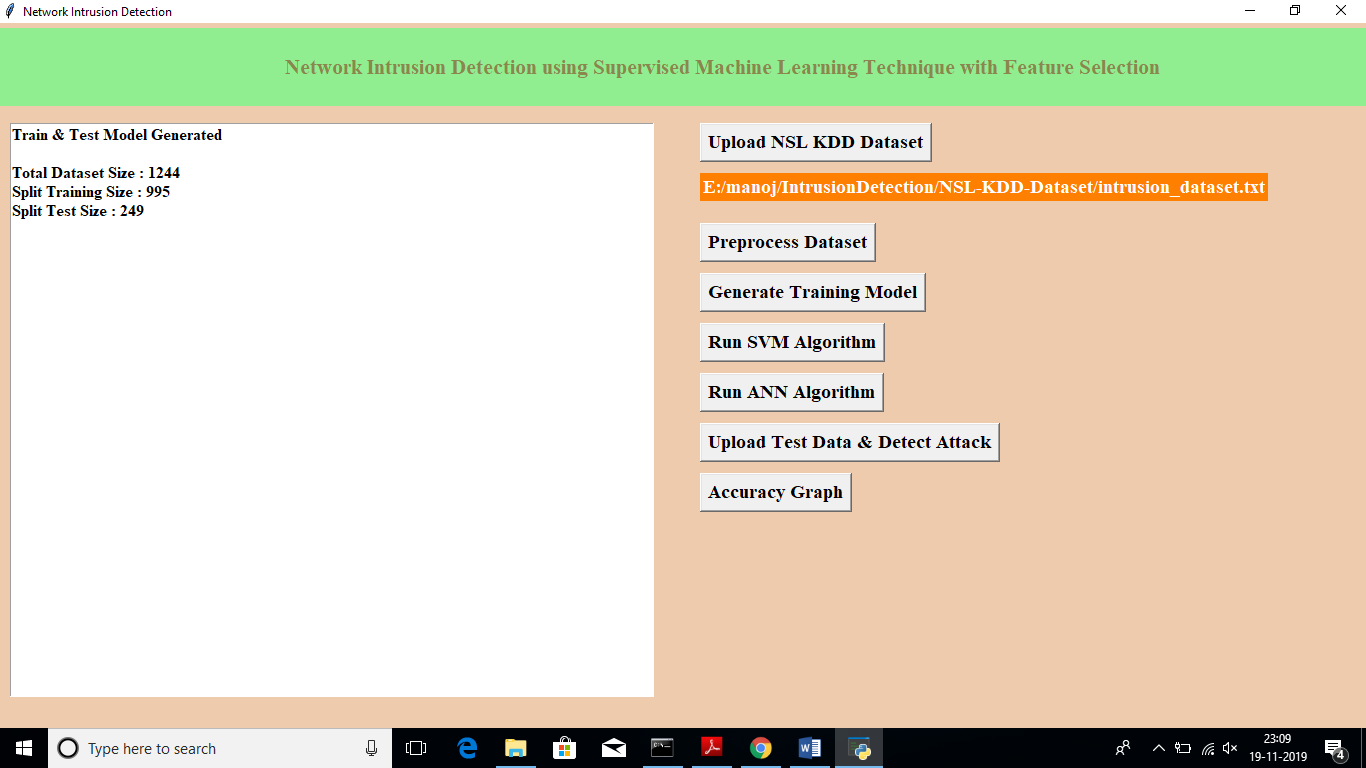 Network Intrusion Detection
Network Intrusion Detection using Supervised Machine Learning Technique with Feature Selection
Train & Test Model Generated
Total Dataset Size : 1244
Split Training Size : 995
Split Test Size : 249
Upload NSL KDD Dataset
E:/manoj/IntrusionDetection/NSL-KDD-Dataset/intrusion_dataset.txt
Preprocess Dataset
Generate Training Model
Run SVM Algorithm
Run ANN Algorithm
Upload Test Data & Detect Attack
Accuracy Graph
Type here to search
23:09
19-11-2019
4